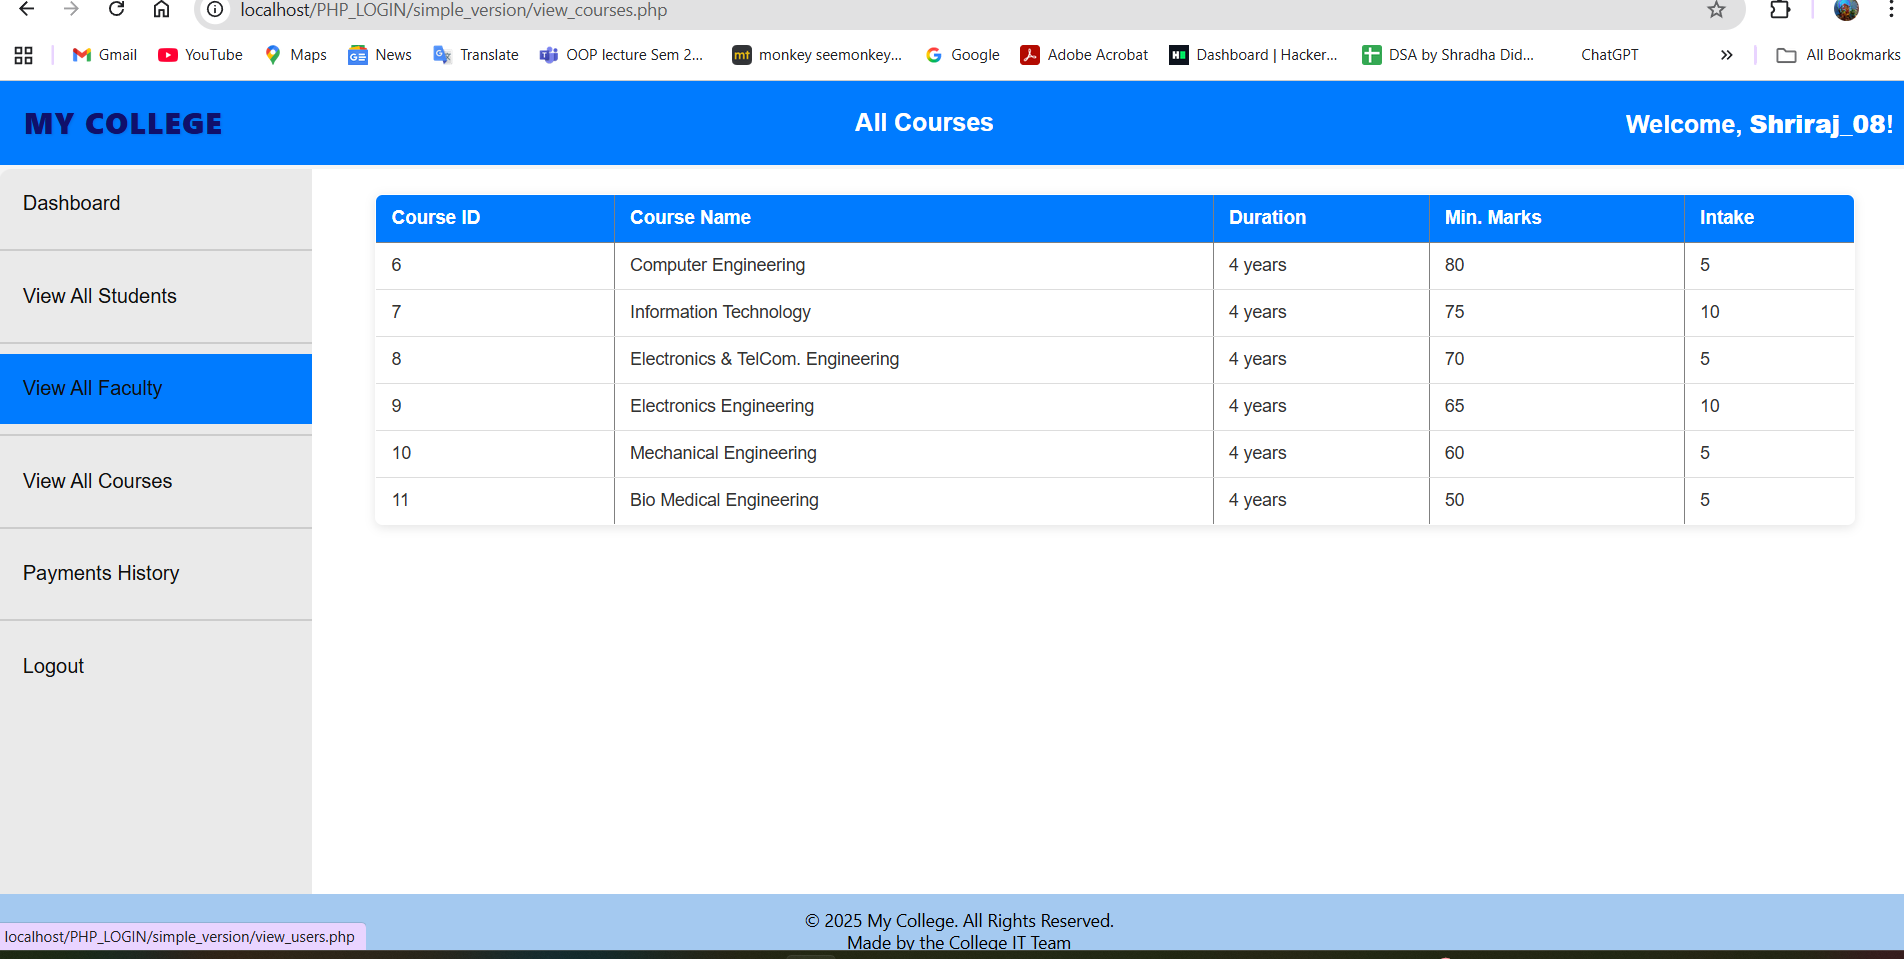 localhost/PHP_LOGIN/simple_version/view_courses.php
Gmail YouTube Maps News Translate OOP lecture Sem 2... monkey seemonkey... Google Adobe Acrobat Dashboard | Hacker... DSA by Shradha Did... ChatGPT » All Bookmarks
MY COLLEGE All Courses Welcome, Shriraj_08!
Dashboard
View All Students
View All Faculty
View All Courses
Payments History
Logout
Course ID Course Name Duration Min. Marks Intake
6 Computer Engineering 4 years 80 5
7 Information Technology 4 years 75 10
8 Electronics & TelCom. Engineering 4 years 70 5
9 Electronics Engineering 4 years 65 10
10 Mechanical Engineering 4 years 60 5
11 Bio Medical Engineering 4 years 50 5
© 2025 My College. All Rights Reserved.
Made by the College IT Team
localhost/PHP_LOGIN/simple_version/view_users.php